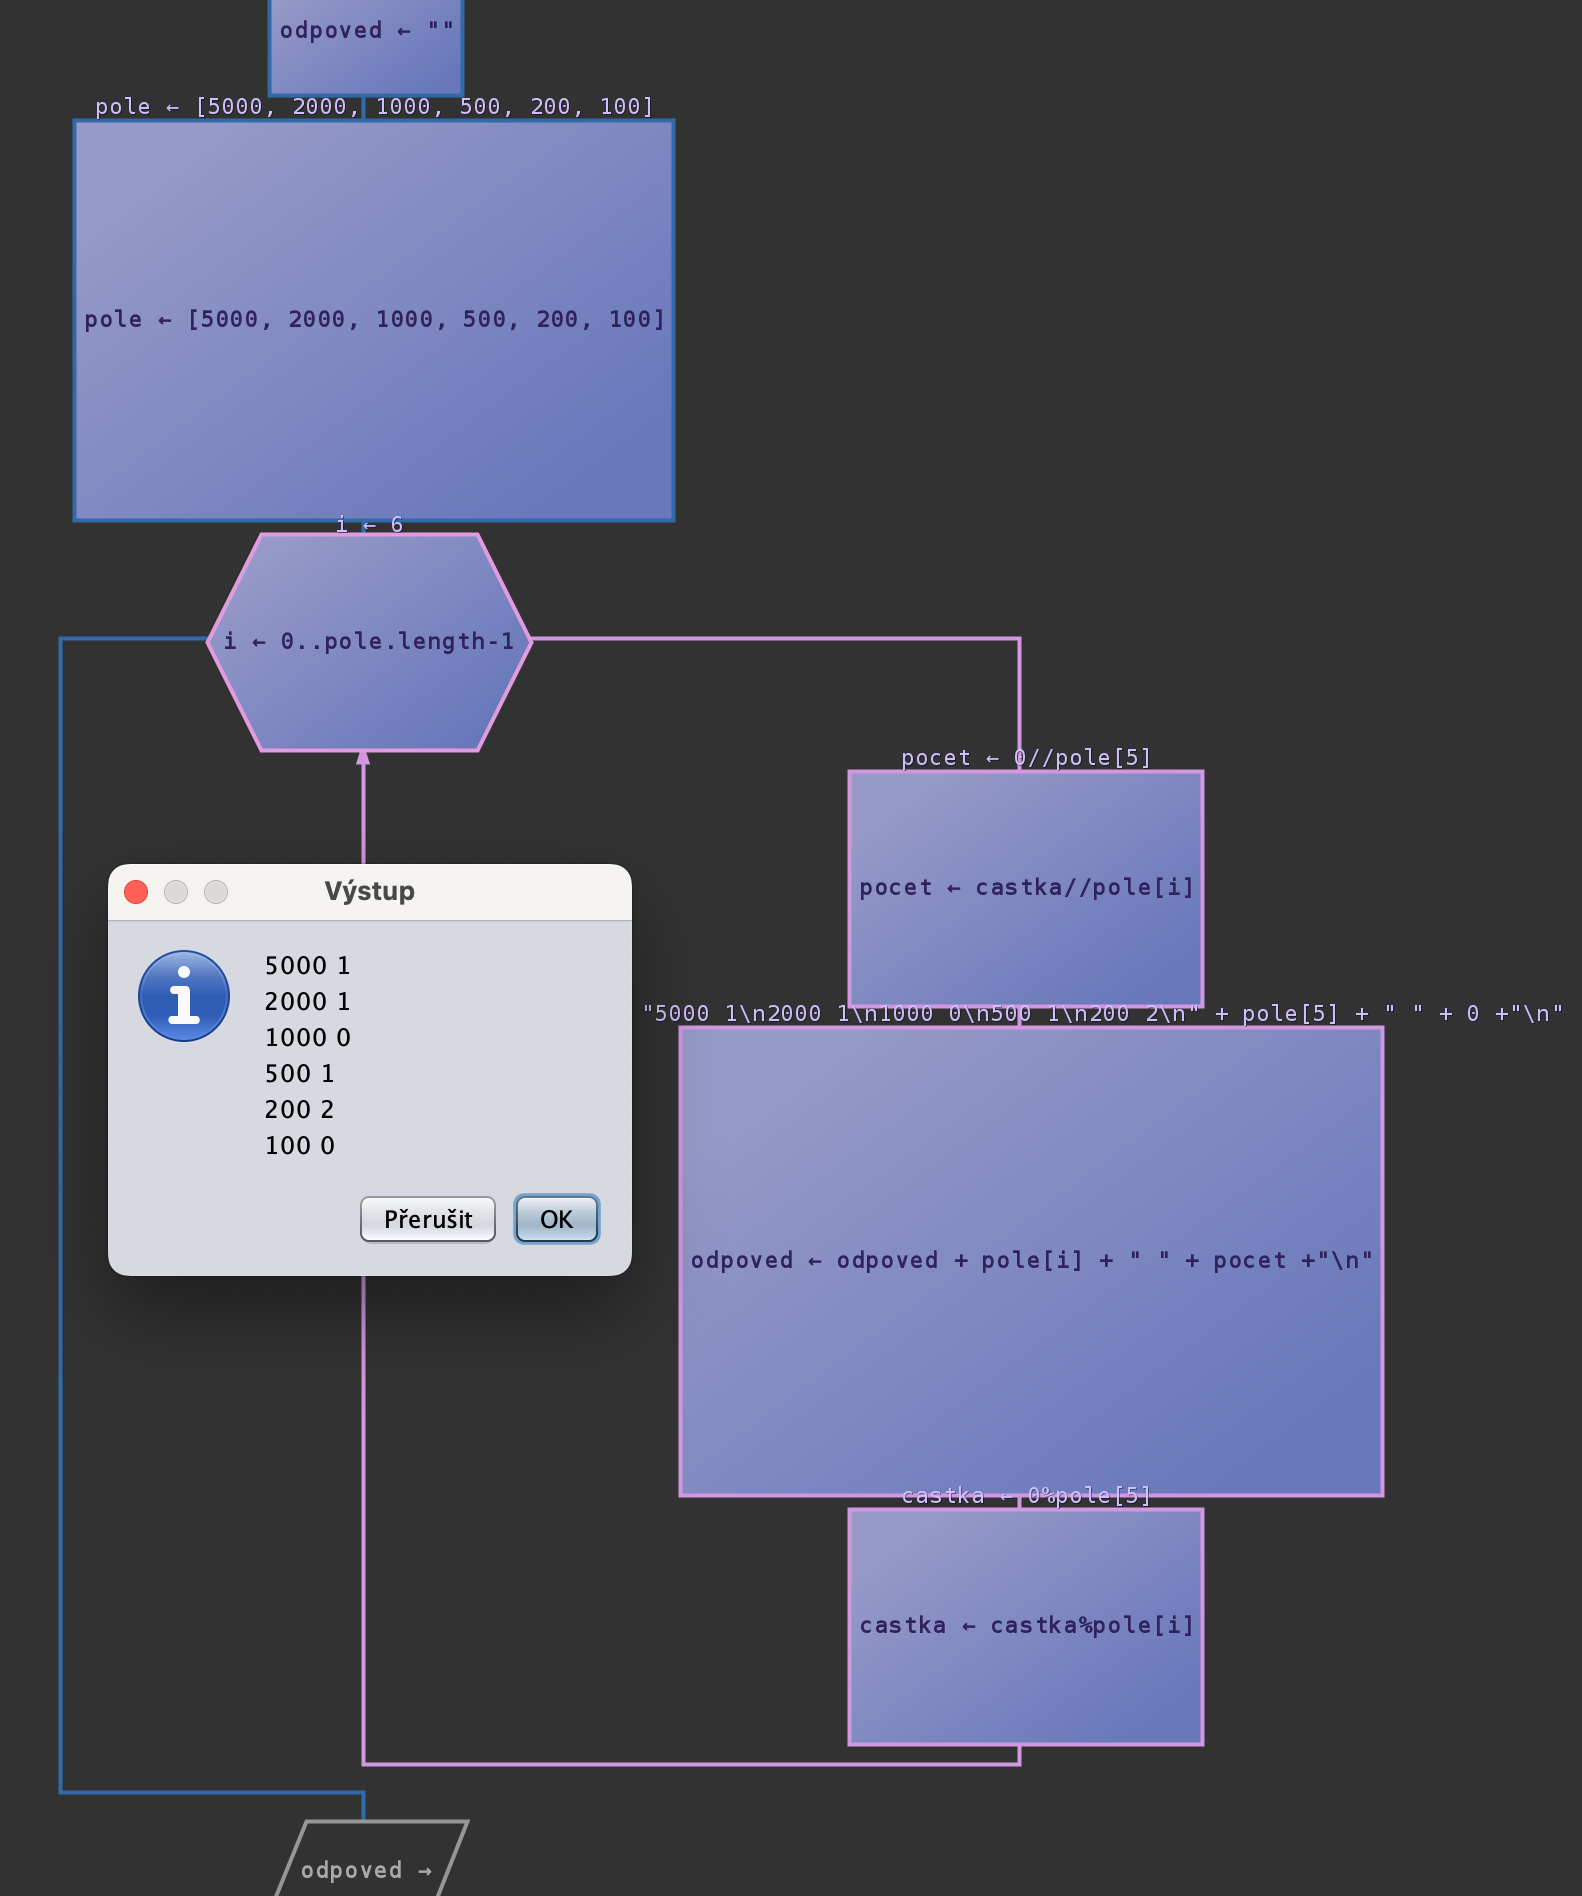 odpoved ← ""
pole ← [5000, 2000, 1000, 500, 200, 100]
pole ← [5000, 2000, 1000, 500, 200, 100]
i ← 6
i ← 0..pole.length-1
pocet ← 0//pole[5]
pocet ← castka//pole[i]
Výstup
5000 1
2000 1
1000 0
500 1
200 2
100 0
Přerušit
OK
"5000 1\n2000 1\n1000 0\n500 1\n200 2\n" + pole[5] + " " + 0 +"\n"
odpoved ← odpoved + pole[i] + " " + pocet +"\n"
castka ← 0%pole[5]
castka ← castka%pole[i]
odpoved →